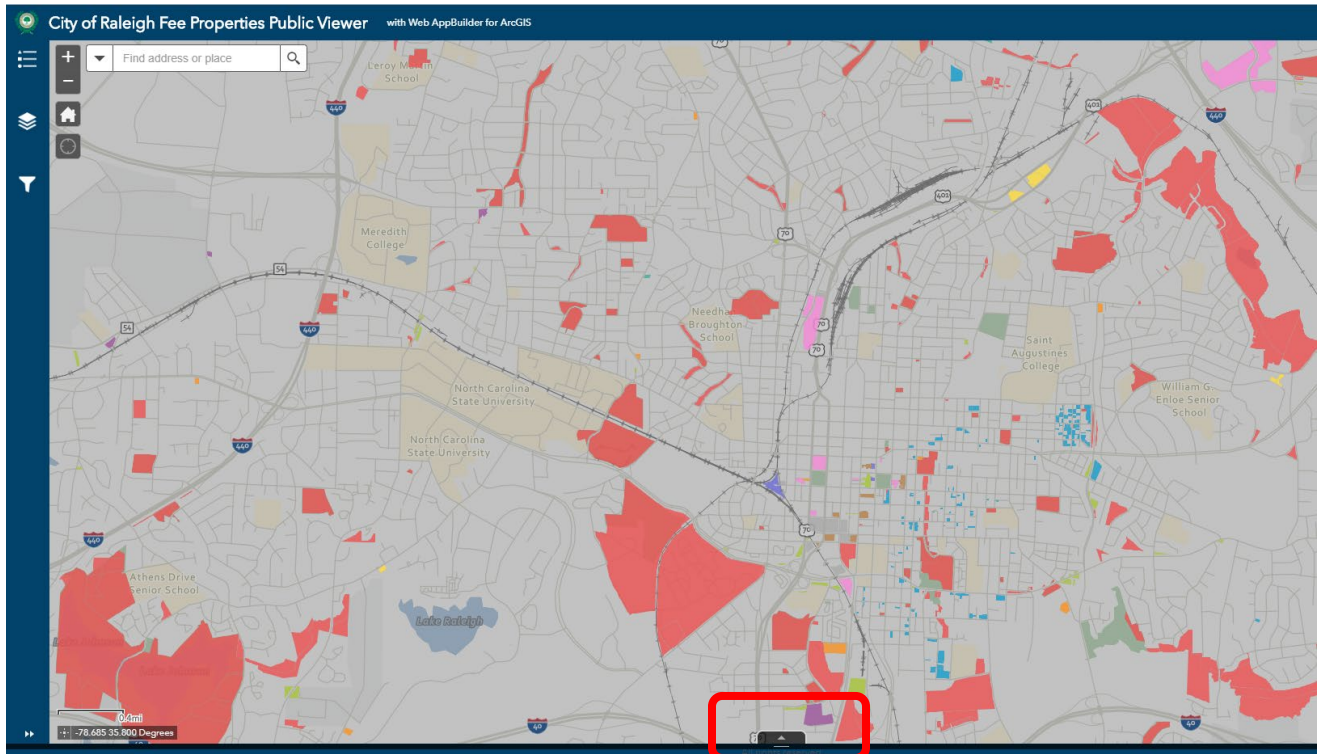 City of Raleigh Fee Properties Public Viewer with Web AppBuilder for ArcGIS
+
Find address or place
−
Leroy Martin
School
440
401
440
Meredith
College
401
70
54
54
440
Needham
Broughton
School
70
70
Saint
Augustines
College
North Carolina
State University
William G
Enloe Senior
School
440
North Carolina
State University
70
440
Athens Drive
Senior School
Lake Raleigh
0.4mi
-78.685 35.800 Degrees
40
40